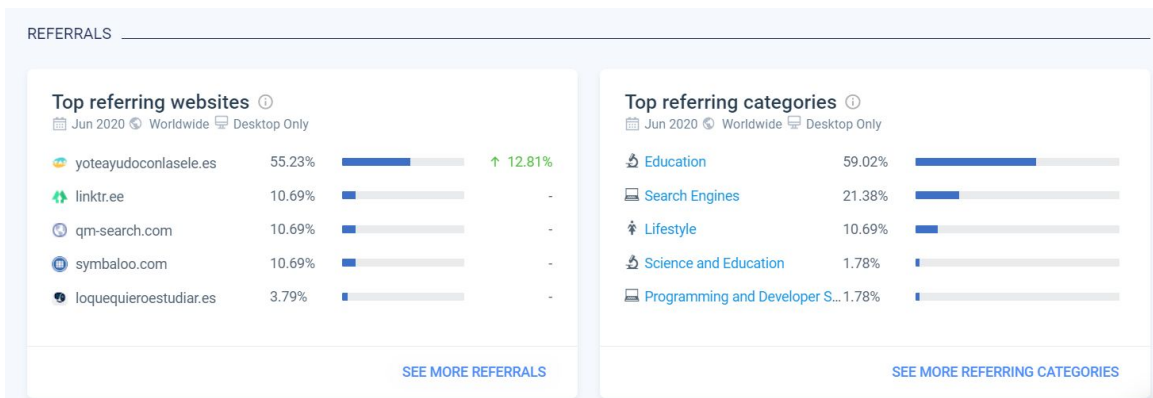 REFERRALS
Top referring websites
Jun 2020 Worldwide Desktop Only
yoteayudoconlasele.es 55.23% ↑ 12.81%
linktr.ee 10.69% -
qm-search.com 10.69% -
symbaloo.com 10.69% -
loquequieroestudiar.es 3.79% -
SEE MORE REFERRALS
Top referring categories
Jun 2020 Worldwide Desktop Only
Education 59.02%
Search Engines 21.38%
Lifestyle 10.69%
Science and Education 1.78%
Programming and Developer S... 1.78%
SEE MORE REFERRING CATEGORIES